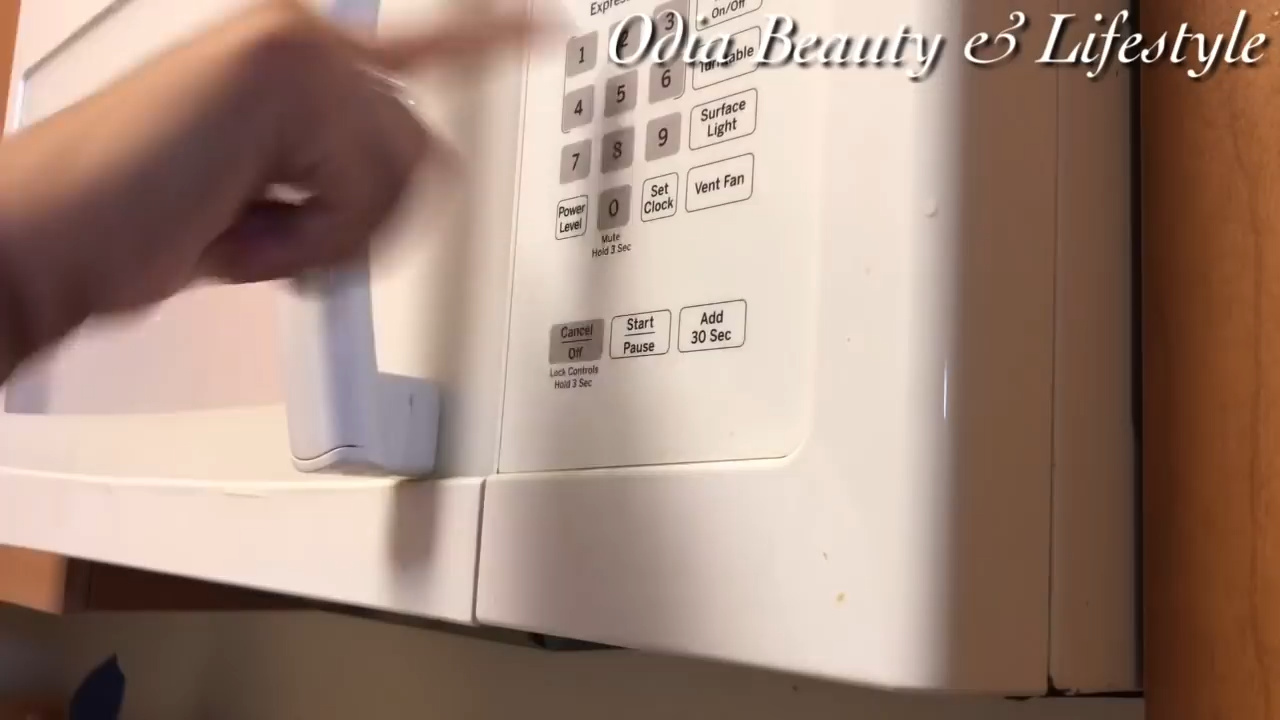 Odia Beauty & Lifestyle
On/Off
1 2 3
4 5 6
7 8 9
Surface
Light
Power
Level
0
Set
Clock
Vent Fan
Mute
Hold 3 Sec
Cancel
Off
Start
Pause
Add
30 Sec
Lock Controls
Hold 3 Sec